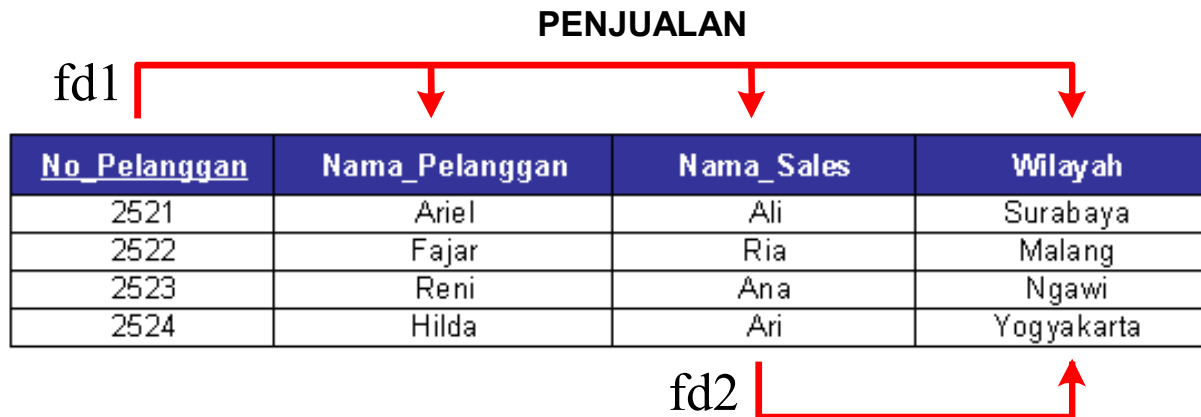 PENJUALAN
fd1
No_Pelanggan Nama_Pelanggan Nama_Sales Wilayah
2521 Ariel Ali Surabaya
2522 Fajar Ria Malang
2523 Reni Ana Ngawi
2524 Hilda Ari Yogyakarta
fd2